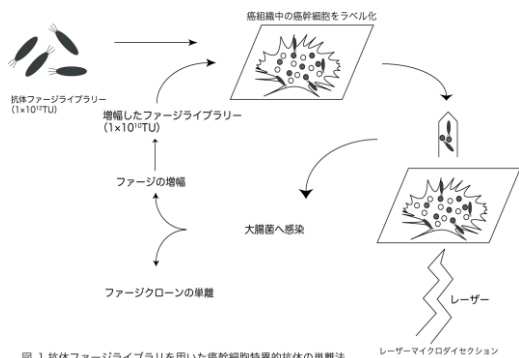 癌組織中の癌幹細胞をラベル化
抗体ファージライブラリー
(1×10¹²TU)
増幅したファージライブラリー
(1×10¹⁰TU)
ファージの増幅
大腸菌へ感染
ファージクローンの単離
レーザー
レーザーマイクロダイセクション
図 1 抗体ファージライブラリを用いた癌幹細胞特異的抗体の単離法